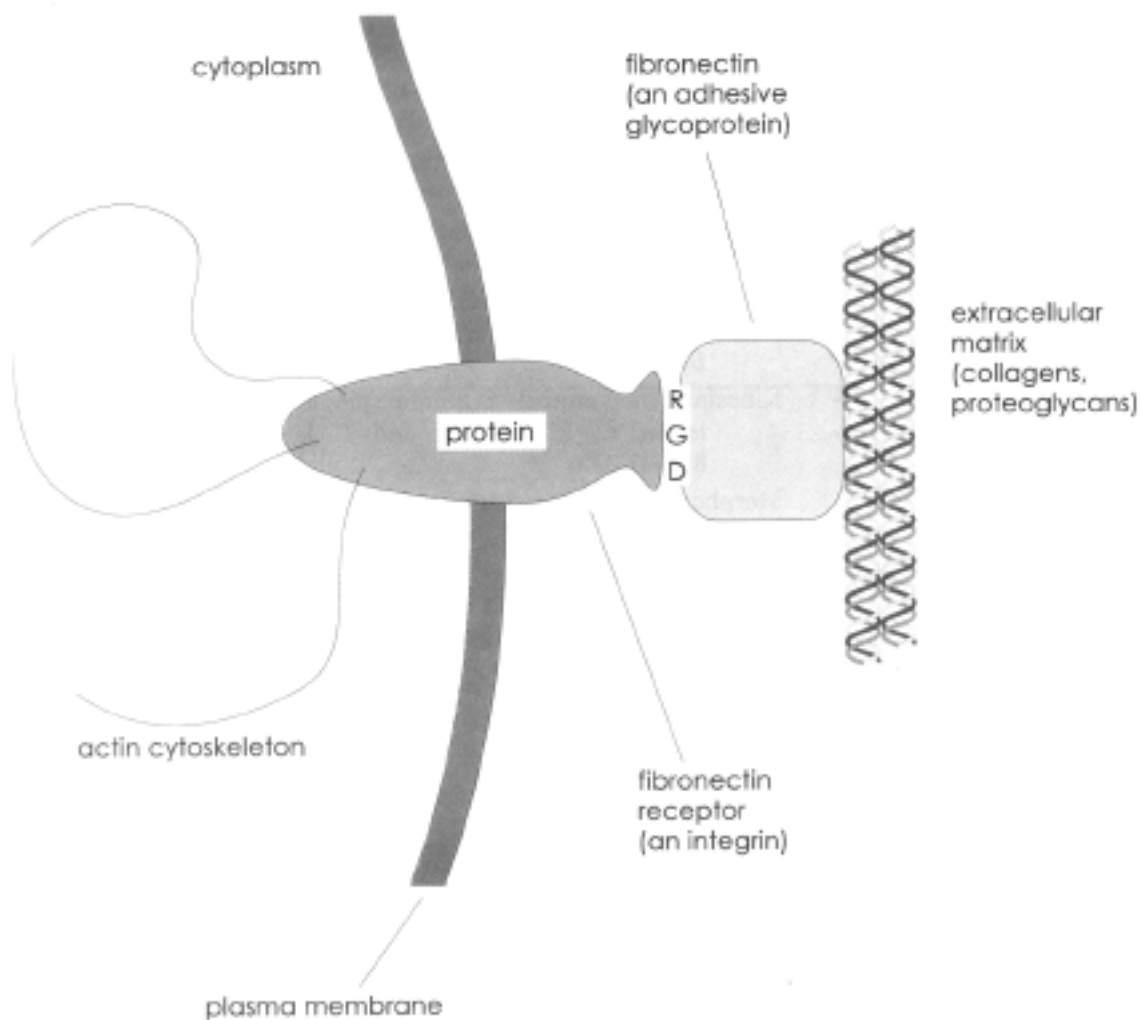 cytoplasm
fibronectin
(an adhesive
glycoprotein)
extracellular
matrix
(collagens,
proteoglycans)
protein
R
G
D
actin cytoskeleton
fibronectin
receptor
(an integrin)
plasma membrane